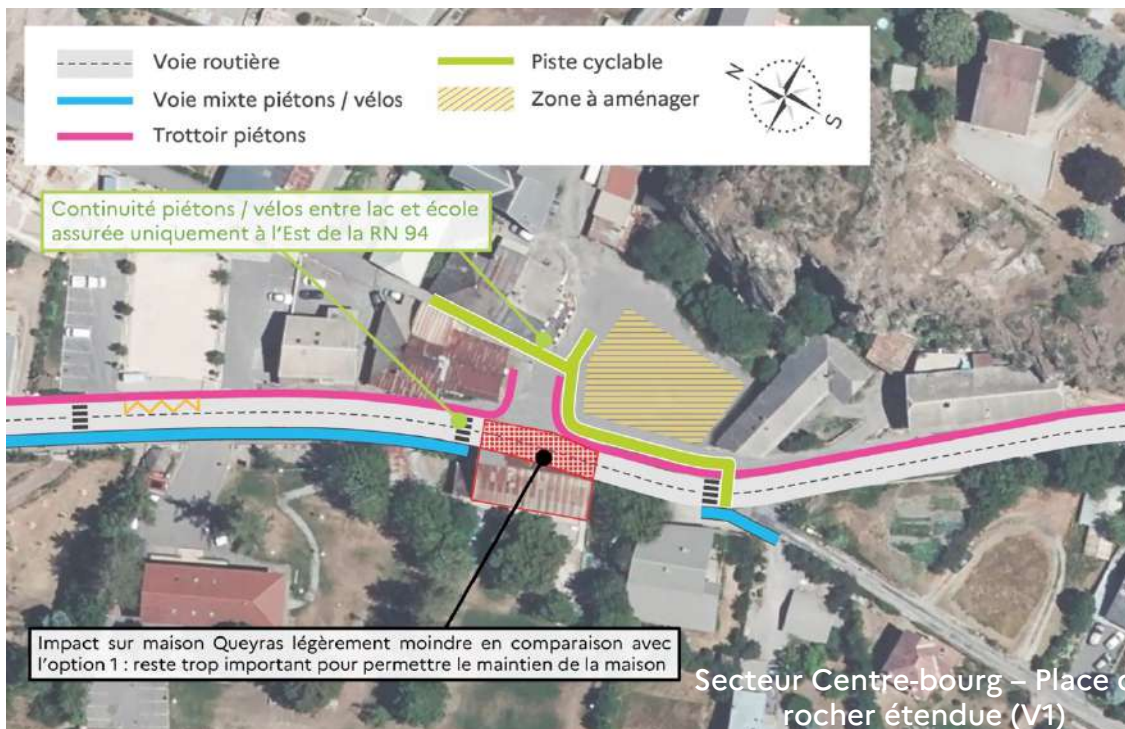 Voie routière
Voie mixte piétons / vélos
Trottoir piétons
Piste cyclable
Zone à aménager
N
S
Continuité piétons / vélos entre lac et école
assurée uniquement à l'Est de la RN 94
Impact sur maison Queyras légèrement moindre en comparaison avec
l'option 1 : reste trop important pour permettre le maintien de la maison
Secteur Centre-bourg – Place
rocher étendue (V1)